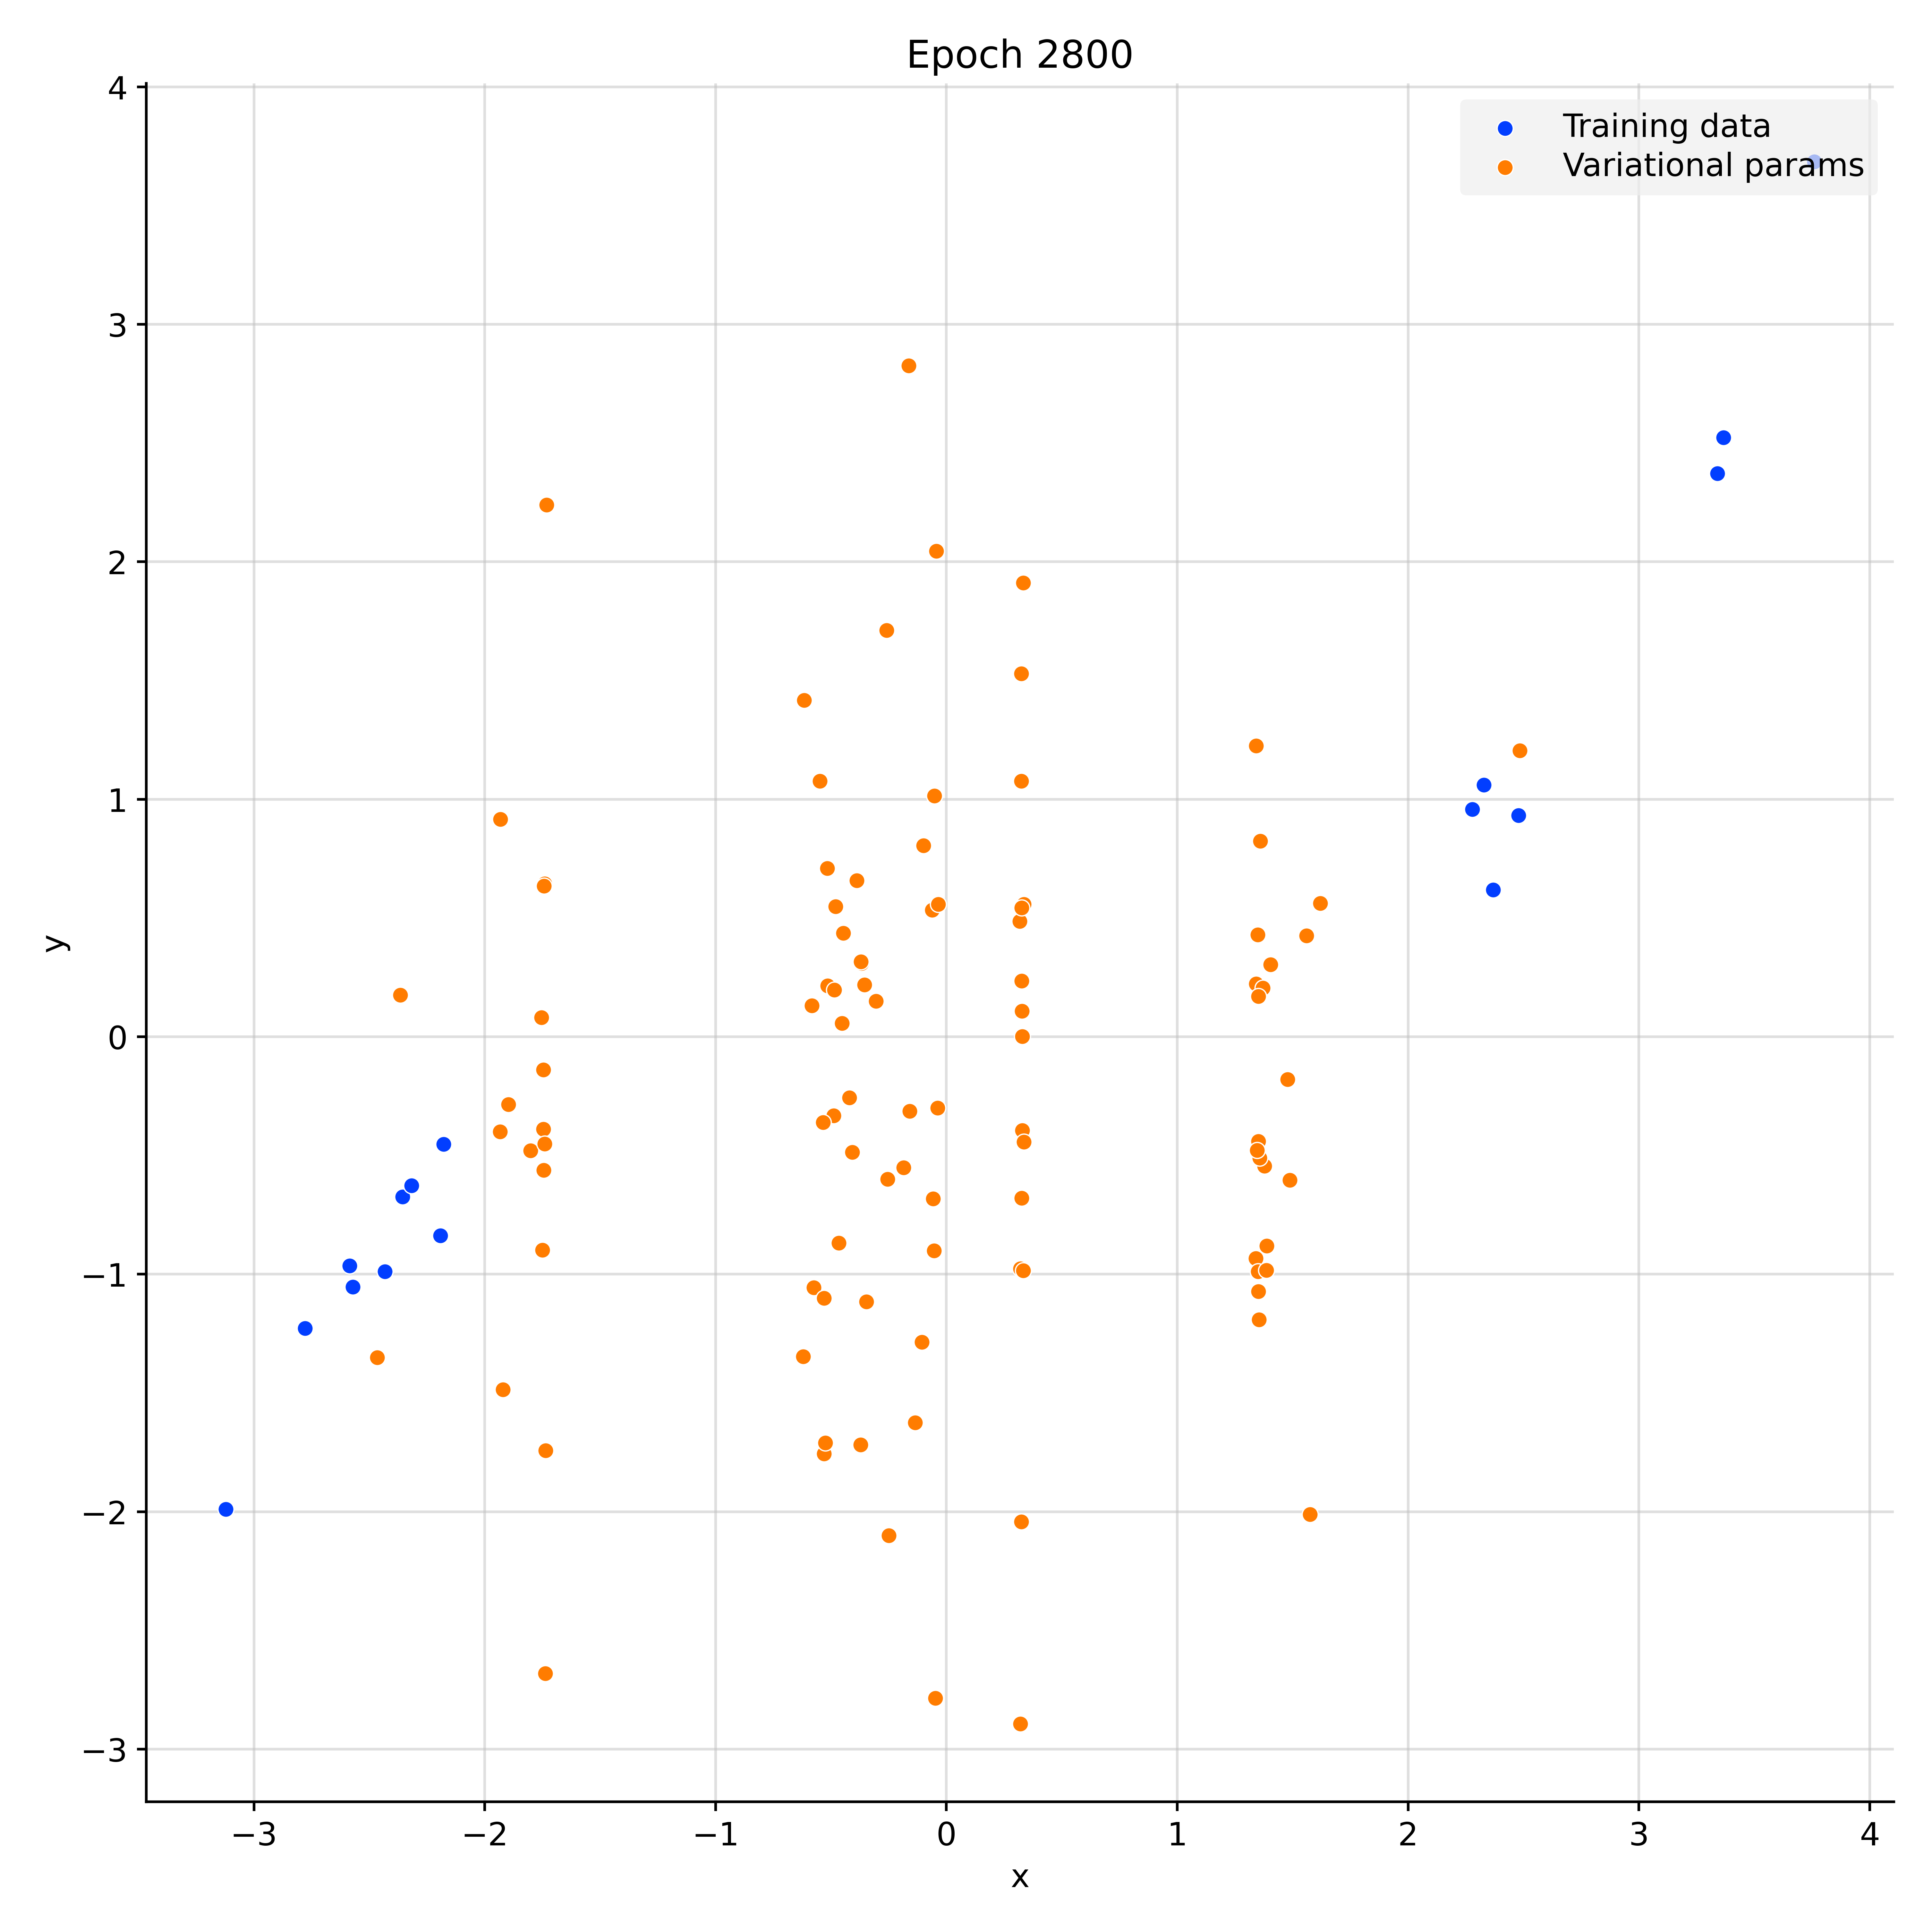 Epoch 2800
Training data
Variational params
4
3
2
1
0
−1
−2
−3
y
−3 −2 −1 0 1 2 3 4
x